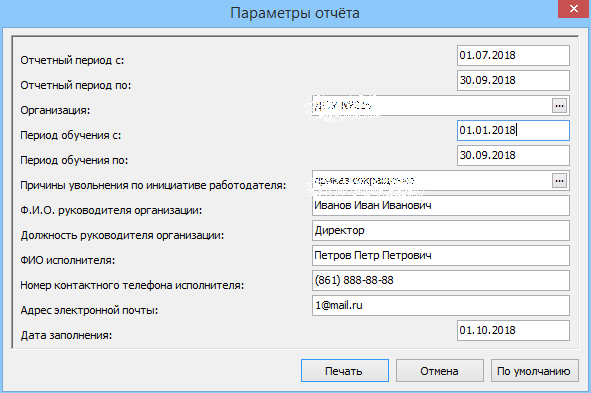 Параметры отчёта
Отчетный период с: 01.07.2018
Отчетный период по: 30.09.2018
Организация: ...
Период обучения с: 01.01.2018
Период обучения по: 30.09.2018
Причины увольнения по инициативе работодателя: ...
Ф.И.О. руководителя организации: Иванов Иван Иванович
Должность руководителя организации: Директор
ФИО исполнителя: Петров Петр Петрович
Номер контактного телефона исполнителя: (861) 888-88-88
Адрес электронной почты: 1@mail.ru
Дата заполнения: 01.10.2018
Печать Отмена По умолчанию